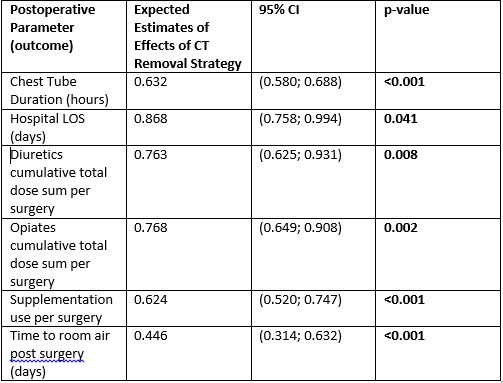 Postoperative Parameter (outcome) Expected Estimates of Effects of CT Removal Strategy 95% CI p-value
Chest Tube Duration (hours) 0.632 (0.580; 0.688) <0.001
Hospital LOS (days) 0.868 (0.758; 0.994) 0.041
Diuretics cumulative total dose sum per surgery 0.763 (0.625; 0.931) 0.008
Opiates cumulative total dose sum per surgery 0.768 (0.649; 0.908) 0.002
Supplementation use per surgery 0.624 (0.520; 0.747) <0.001
Time to room air post surgery (days) 0.446 (0.314; 0.632) <0.001